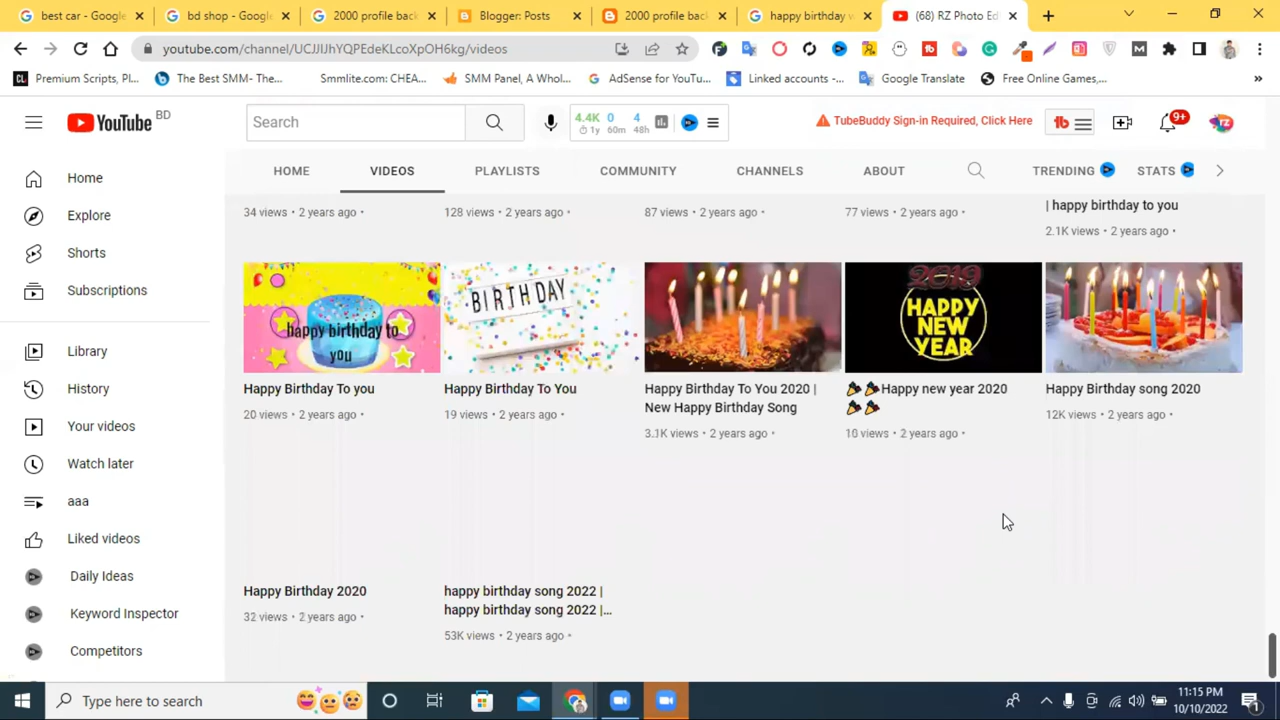 best car - Google
bd shop - Google
2000 profile back
Blogger: Posts
2000 profile back
happy birthday
(68) RZ Photo Edi
youtube.com/channel/UCJJIJhYQPEdeKLcoXpOH6kg/videos
Premium Scripts, Pl...
The Best SMM- The...
Smmlite.com: CHEA...
SMM Panel, A Whol...
AdSense for YouTu...
Linked accounts -...
Google Translate
Free Online Games,...
YouTube BD
Search
4.4K 0 4
1y 60m 48h
TubeBuddy Sign-in Required, Click Here
tb
9+
RZ
HOME VIDEOS PLAYLISTS COMMUNITY CHANNELS ABOUT TRENDING STATS
Home
Explore
Shorts
Subscriptions
Library
History
Your videos
Watch later
aaa
Liked videos
Daily Ideas
Keyword Inspector
Competitors
34 views • 2 years ago •
128 views • 2 years ago •
87 views • 2 years ago •
77 views • 2 years ago •
| happy birthday to you
2.1K views • 2 years ago •
happy birthday to
you
Happy Birthday To you
20 views • 2 years ago •
BIRTHDAY
Happy Birthday To You
19 views • 2 years ago •
Happy Birthday To You 2020 |
New Happy Birthday Song
3.1K views • 2 years ago •
2019
HAPPY
NEW
YEAR
🎉🎉Happy new year 2020
🎉🎉
16 views • 2 years ago •
Happy Birthday song 2020
12K views • 2 years ago •
Happy Birthday 2020
32 views • 2 years ago •
happy birthday song 2022 |
happy birthday song 2022 |...
53K views • 2 years ago •
Type here to search
11:15 PM
10/10/2022
1